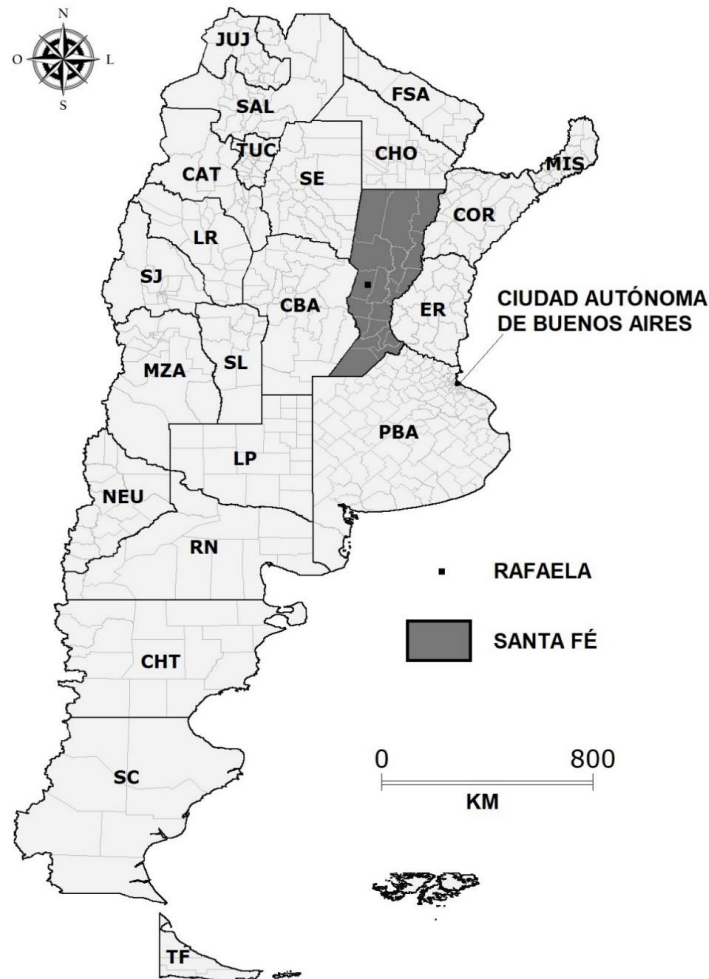 N
O L
S
JUJ
SAL
FSA
TUC
CHO
CAT
SE
MIS
COR
LR
SJ
CBA
ER
CIUDAD AUTÓNOMA
DE BUENOS AIRES
SL
MZA
PBA
LP
NEU
RN
RAFAELA
SANTA FÉ
CHT
0 800
KM
SC
TF